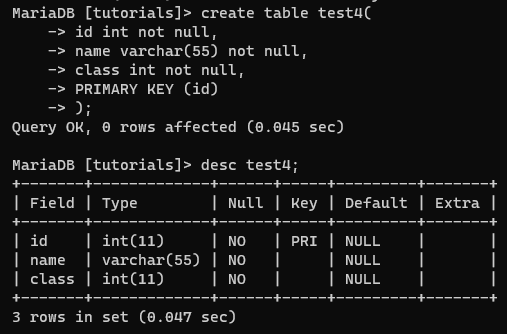 MariaDB [tutorials]> create table test4(
    -> id int not null,
    -> name varchar(55) not null,
    -> class int not null,
    -> PRIMARY KEY (id)
    -> );
Query OK, 0 rows affected (0.045 sec)

MariaDB [tutorials]> desc test4;
+-------+-------------+------+-----+---------+-------+
| Field | Type        | Null | Key | Default | Extra |
+-------+-------------+------+-----+---------+-------+
| id    | int(11)     | NO   | PRI | NULL    |       |
| name  | varchar(55) | NO   |     | NULL    |       |
| class | int(11)     | NO   |     | NULL    |       |
+-------+-------------+------+-----+---------+-------+
3 rows in set (0.047 sec)